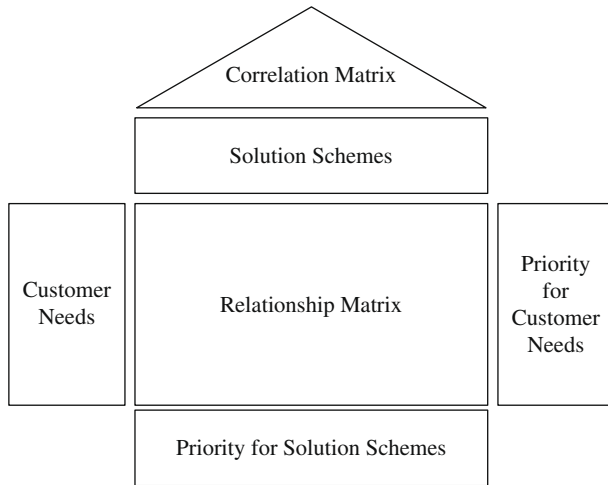 Correlation Matrix
Solution Schemes
Customer
Needs
Relationship Matrix
Priority
for
Customer
Needs
Priority for Solution Schemes